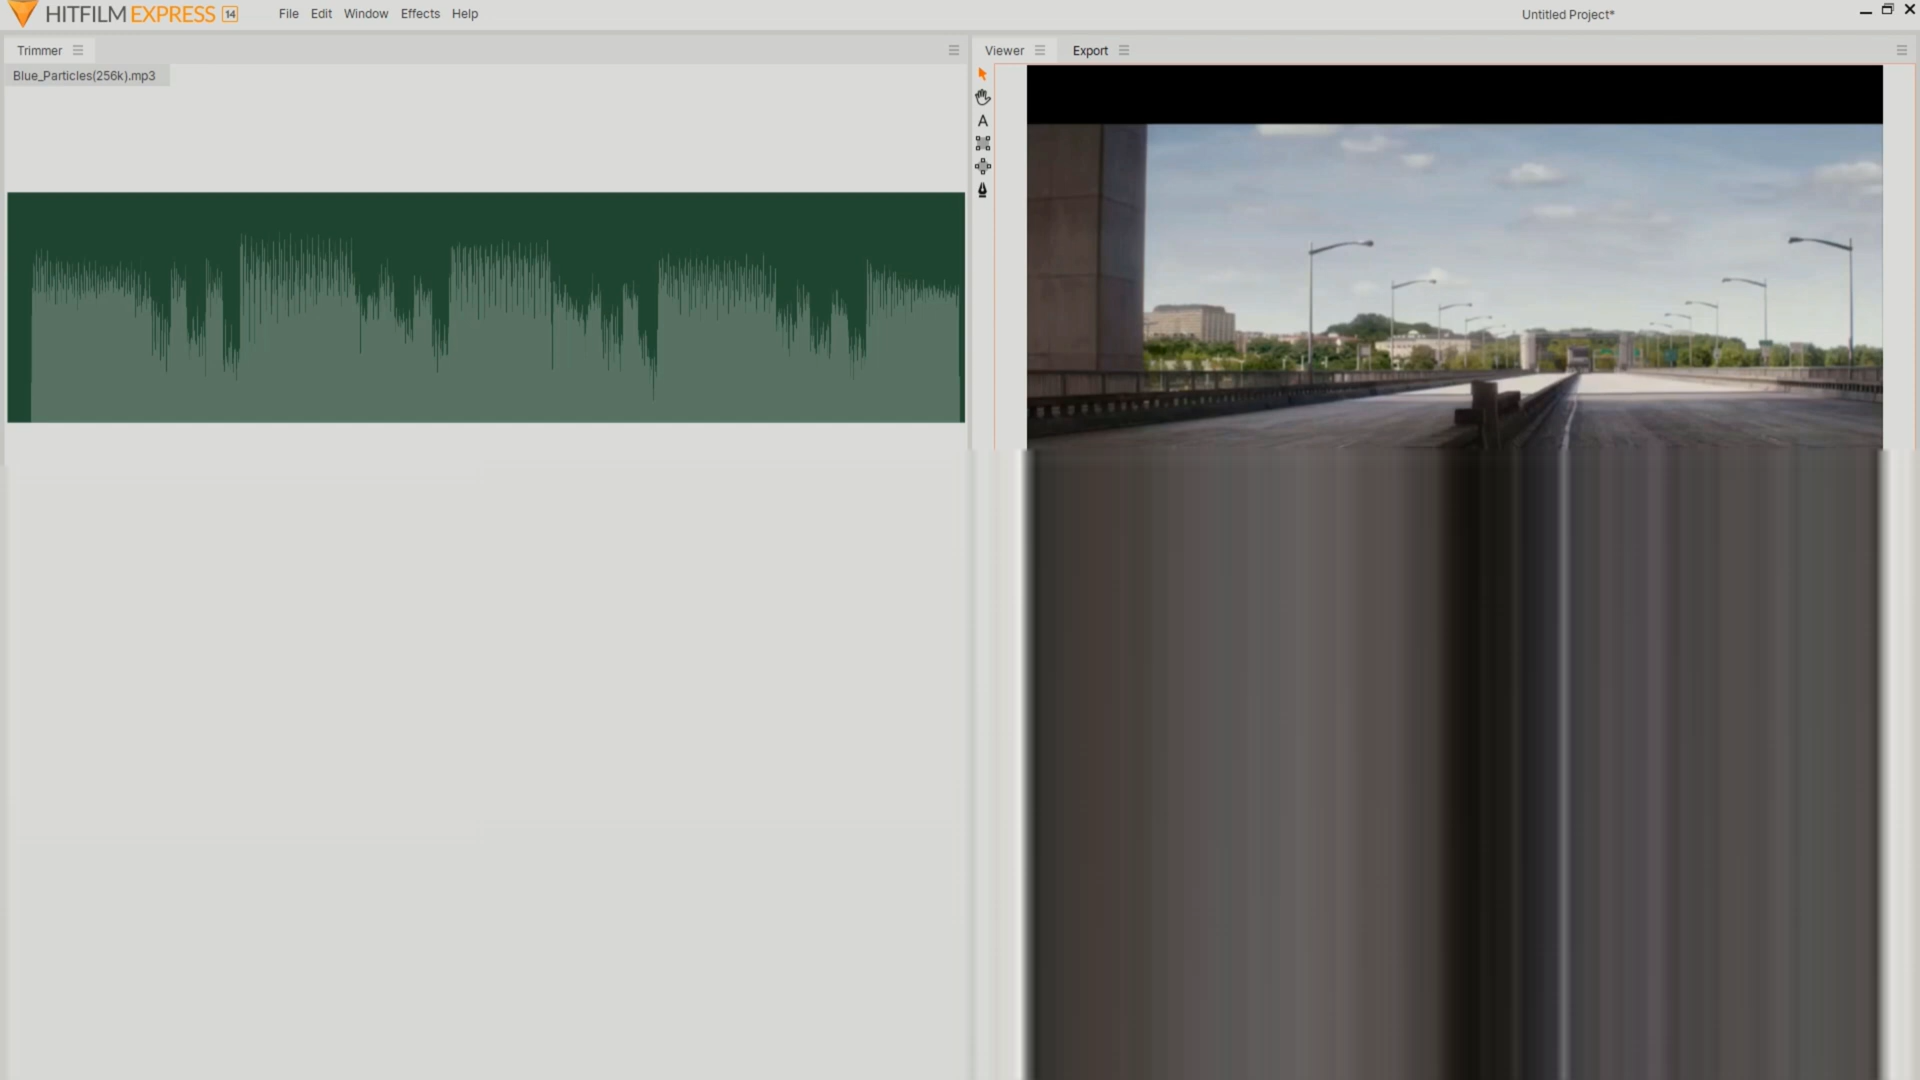 HITFILM EXPRESS 14
File Edit Window Effects Help
Untitled Project*
Trimmer
Viewer
Export
Blue_Particles(256k).mp3
A